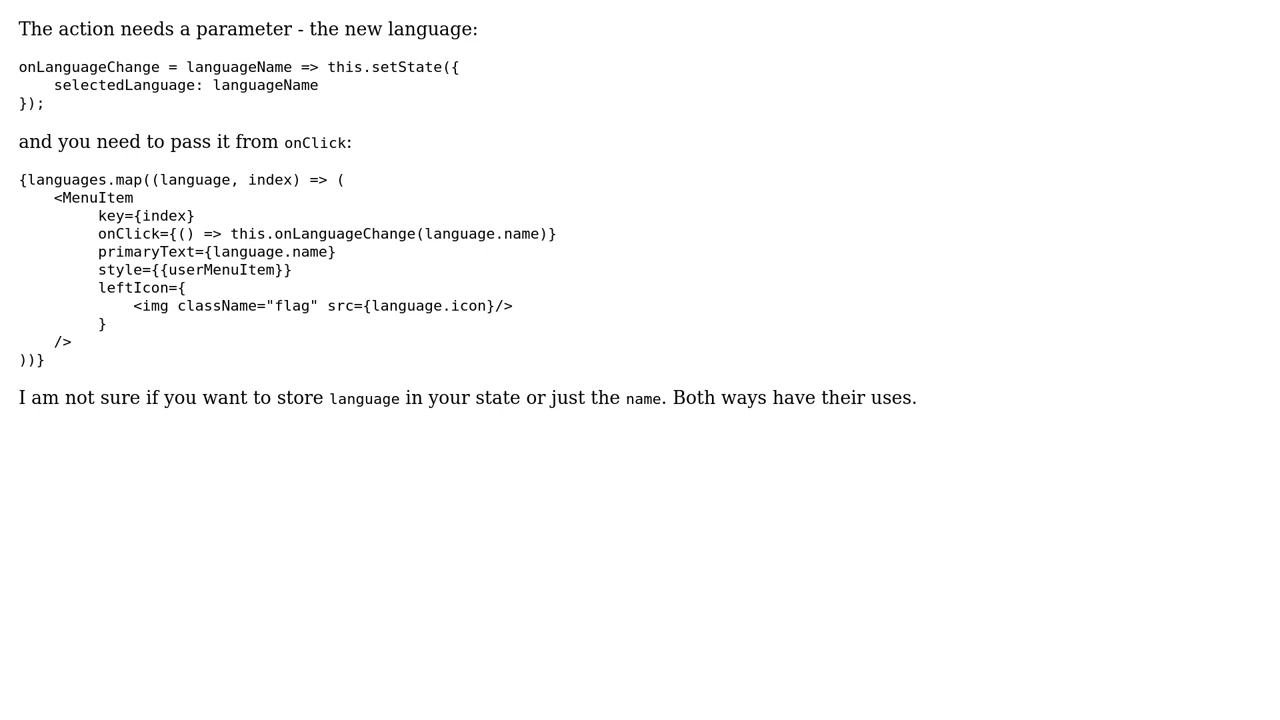 The action needs a parameter - the new language:
onLanguageChange = languageName => this.setState({
    selectedLanguage: languageName
});
and you need to pass it from onClick:
{languages.map((language, index) => (
    <MenuItem
         key={index}
         onClick={() => this.onLanguageChange(language.name)}
         primaryText={language.name}
         style={{userMenuItem}}
         leftIcon={
             <img className="flag" src={language.icon}/>
         }
    />
))}
I am not sure if you want to store language in your state or just the name. Both ways have their uses.